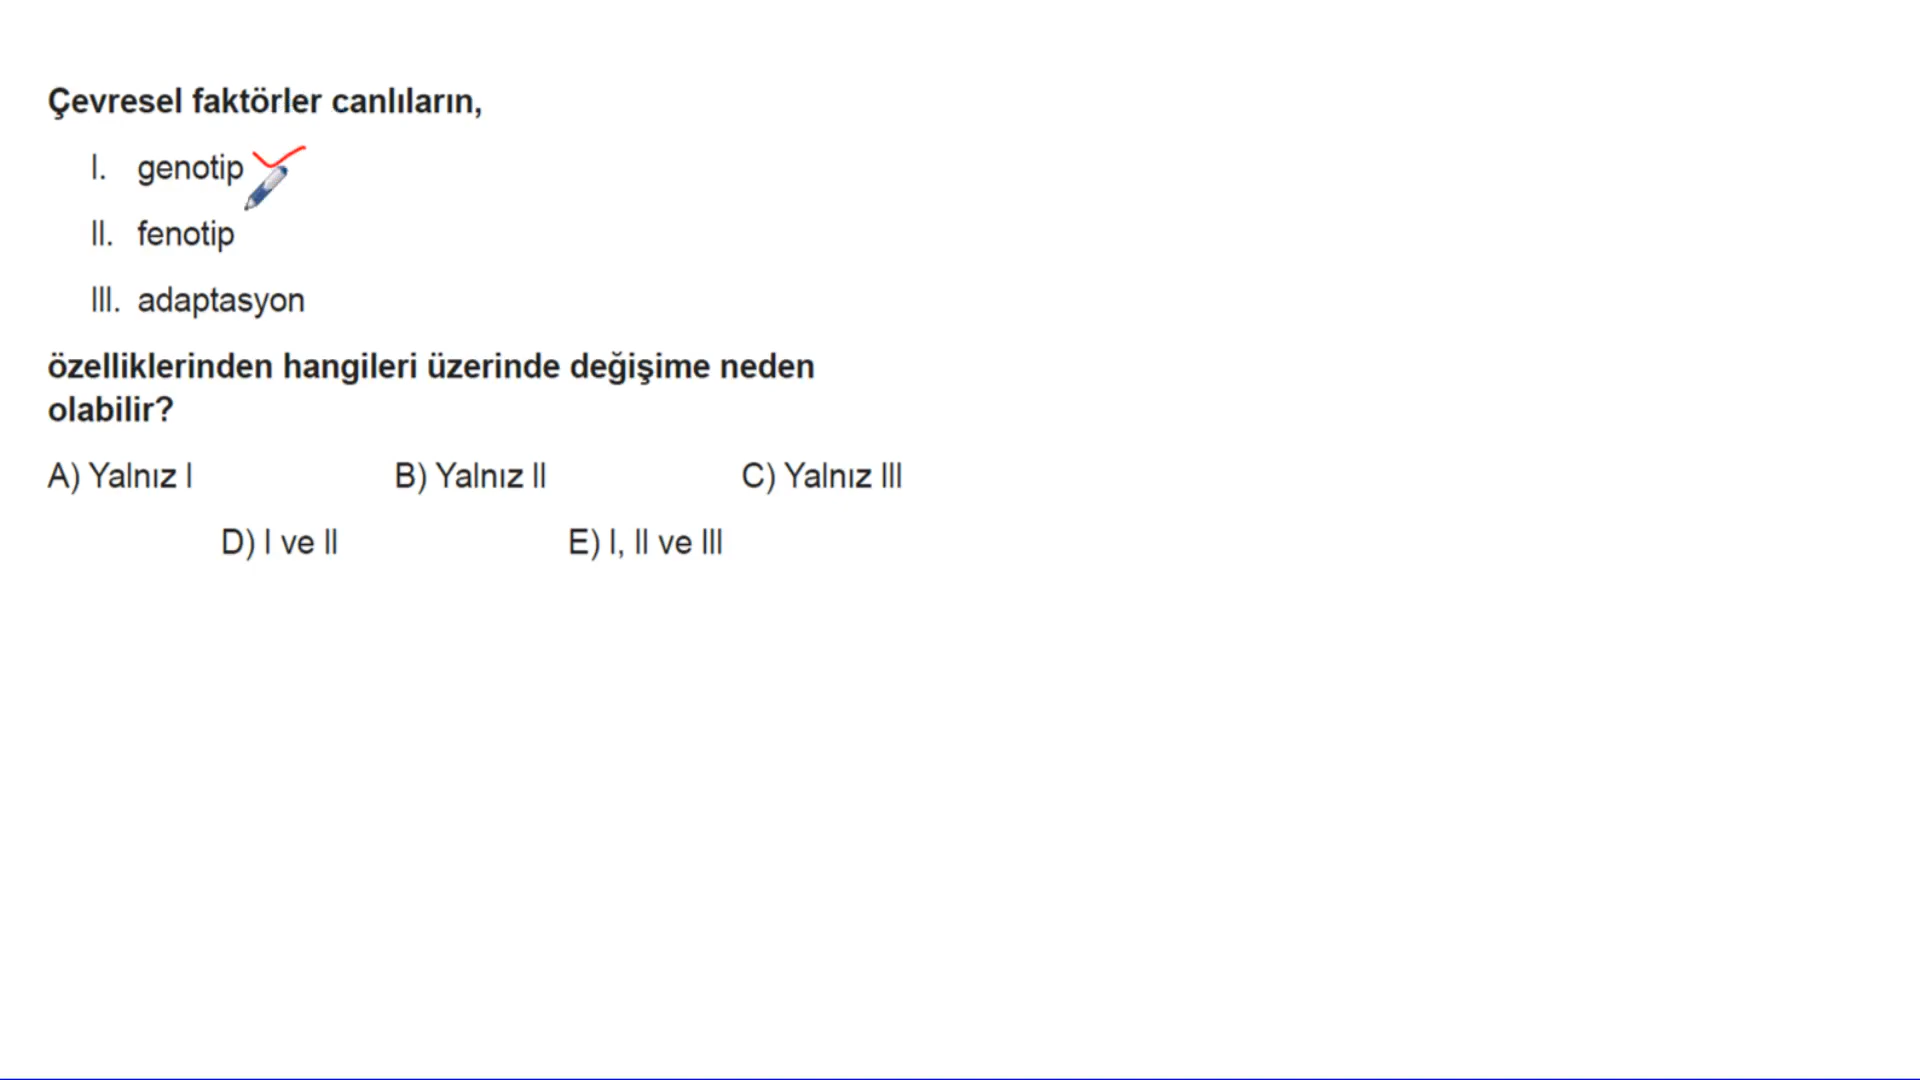 Çevresel faktörler canlıların,
I. genotip
II. fenotip
III. adaptasyon
özelliklerinden hangileri üzerinde değişime neden
olabilir?
A) Yalnız I B) Yalnız II C) Yalnız III
D) I ve II E) I, II ve III